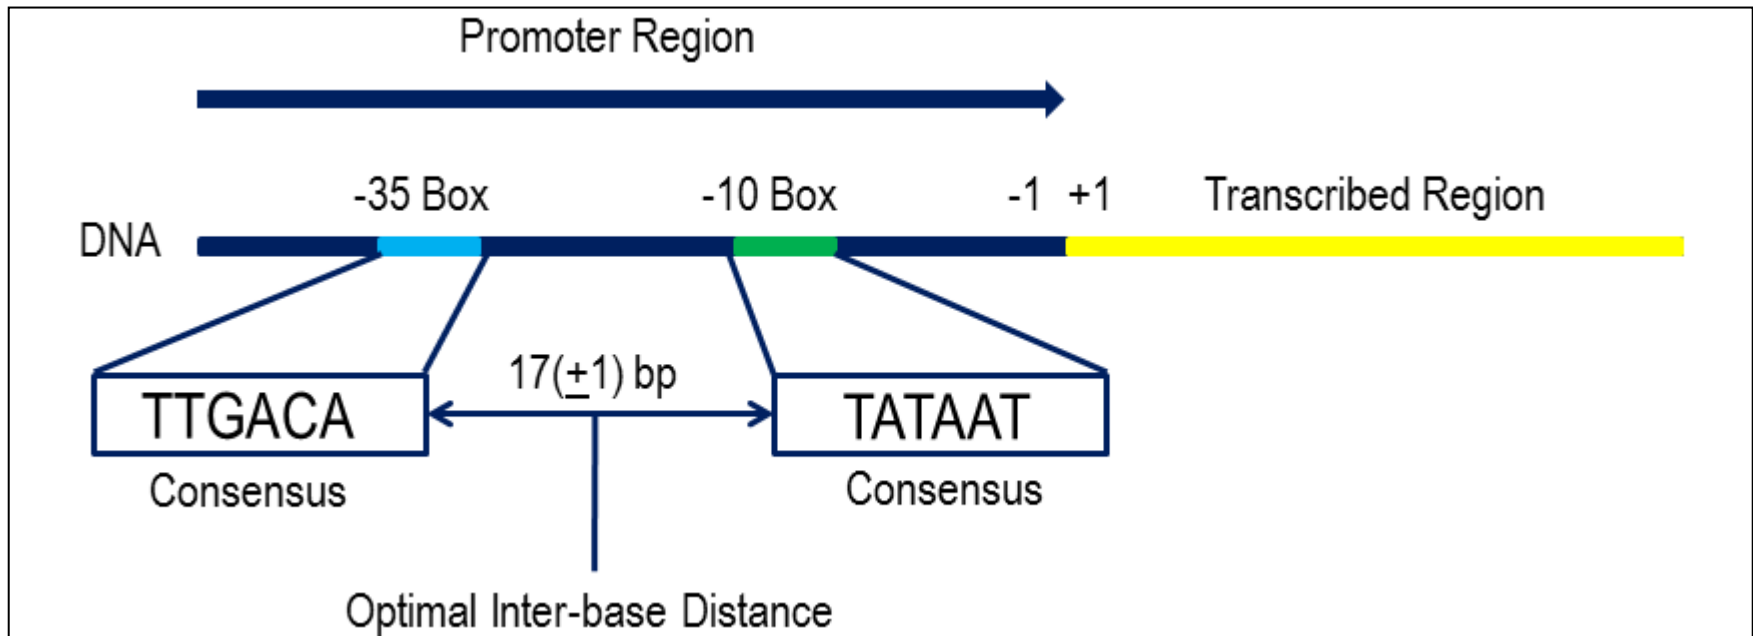 Promoter Region
-35 Box
-10 Box
-1 +1
Transcribed Region
DNA
17(±1) bp
TTGACA
TATAAT
Consensus
Consensus
Optimal Inter-base Distance